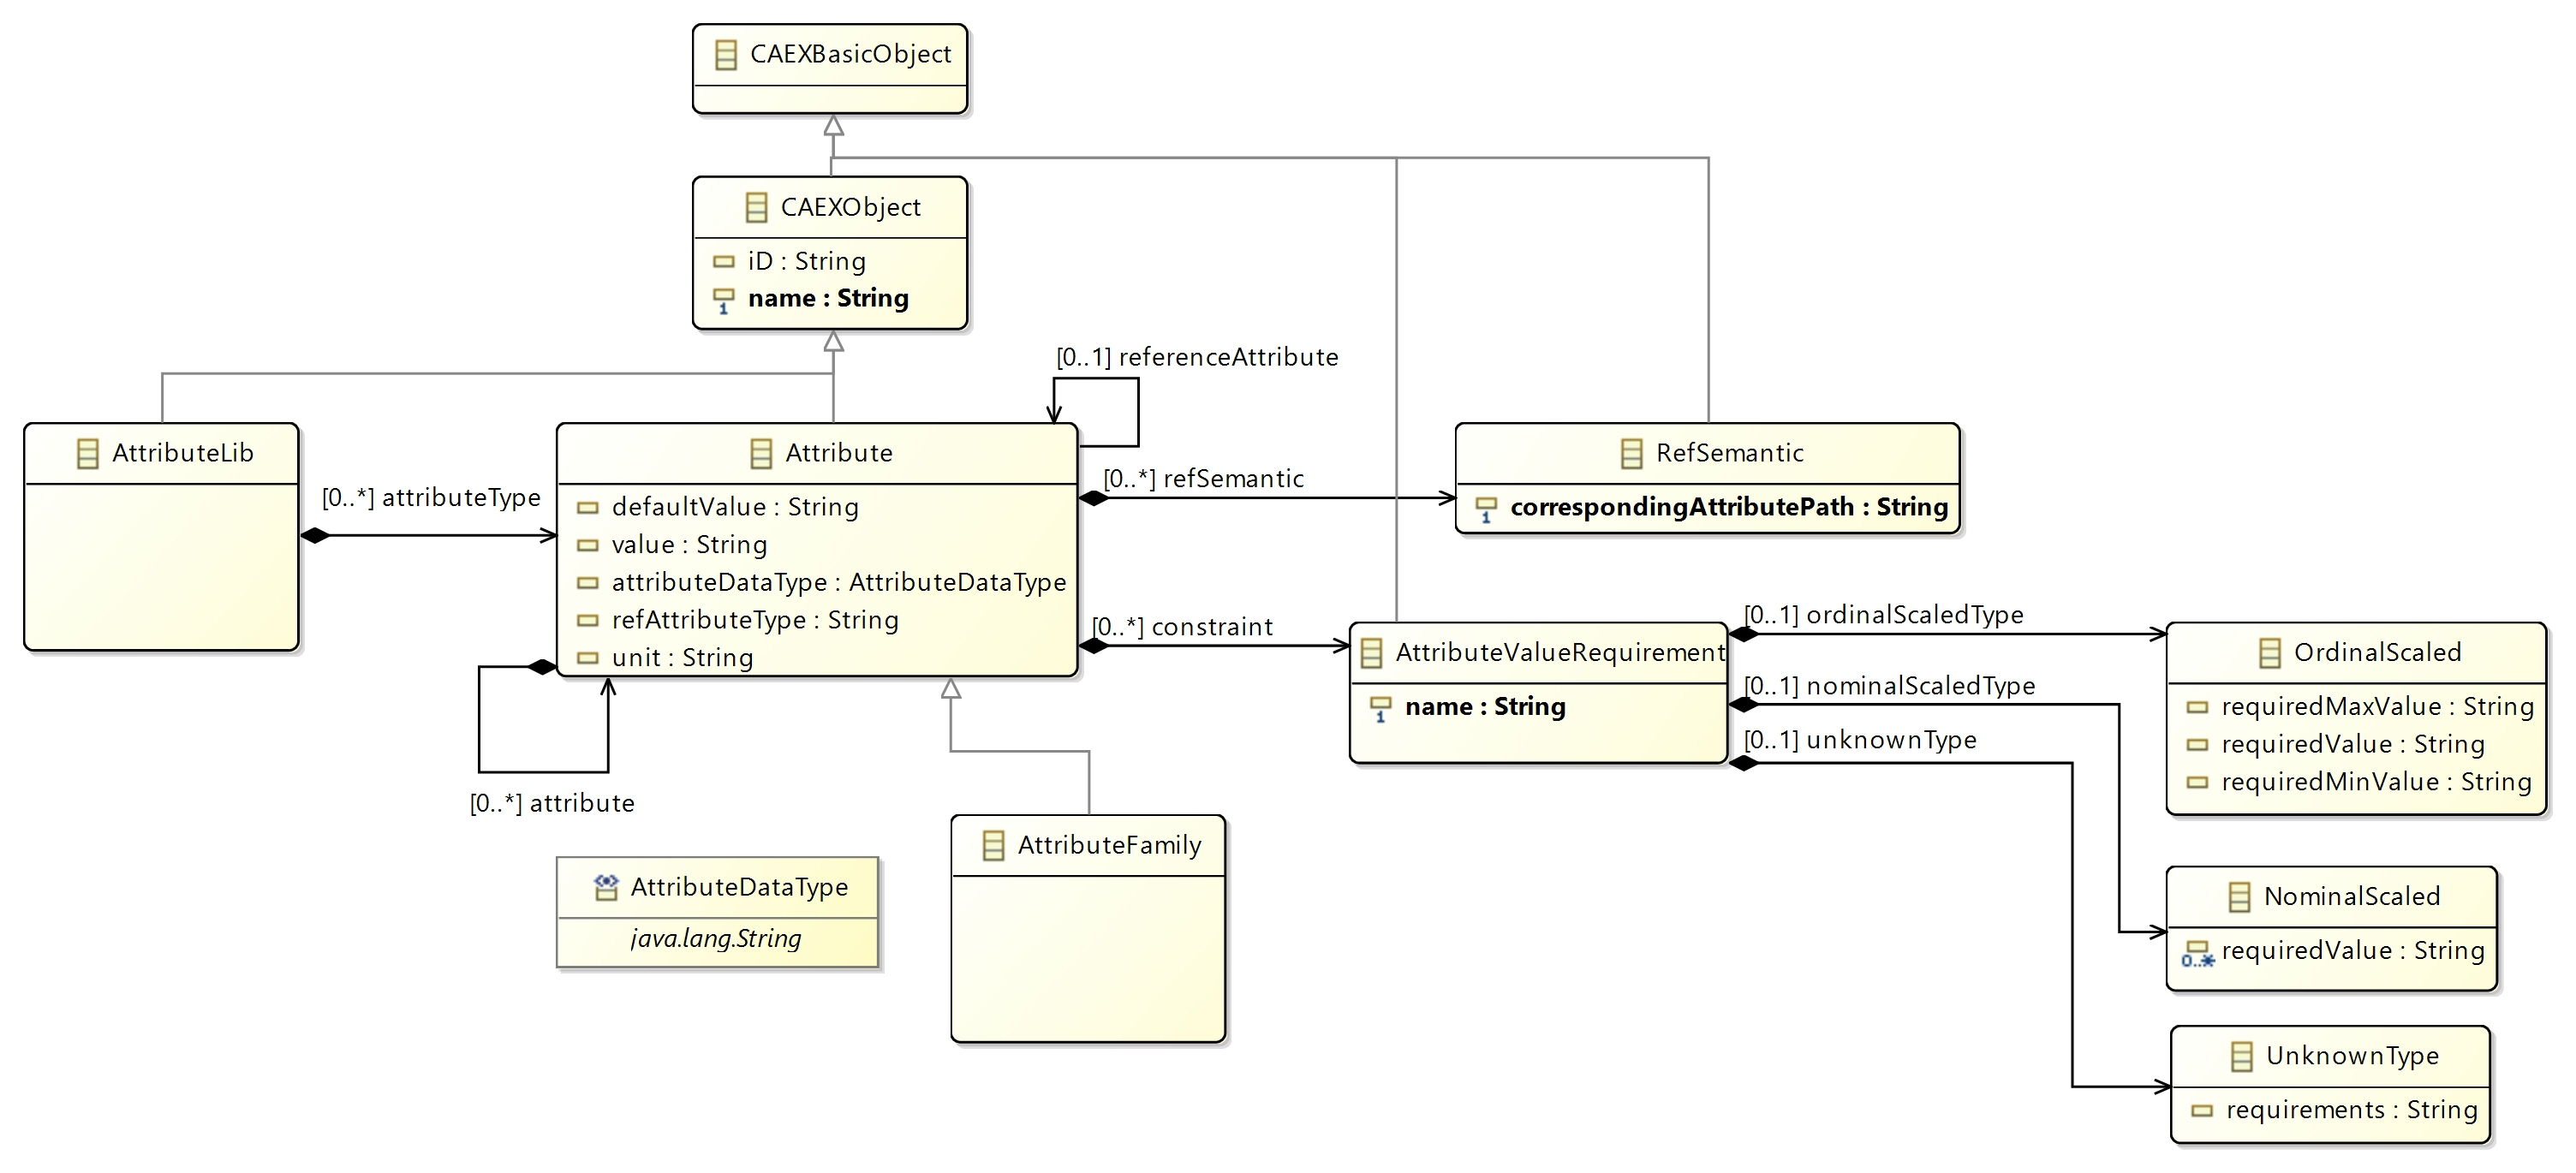 CAEXBasicObject
CAEXObject
iD : String
1 name : String
[0..1] referenceAttribute
AttributeLib
[0..*] attributeType
Attribute
defaultValue : String
value : String
attributeDataType : AttributeDataType
refAttributeType : String
unit : String
[0..*] refSemantic
RefSemantic
1 correspondingAttributePath : String
[0..*] constraint
AttributeValueRequirement
1 name : String
[0..1] ordinalScaledType
[0..1] nominalScaledType
[0..1] unknownType
OrdinalScaled
requiredMaxValue : String
requiredValue : String
requiredMinValue : String
[0..*] attribute
AttributeDataType
java.lang.String
AttributeFamily
NominalScaled
0..* requiredValue : String
UnknownType
requirements : String